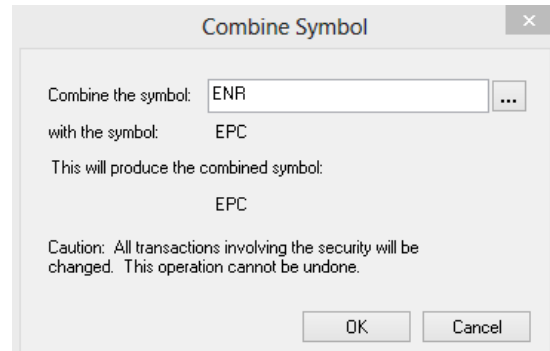 Combine Symbol
Combine the symbol: ENR ...
with the symbol: EPC
This will produce the combined symbol:
EPC
Caution: All transactions involving the security will be
changed. This operation cannot be undone.
OK Cancel